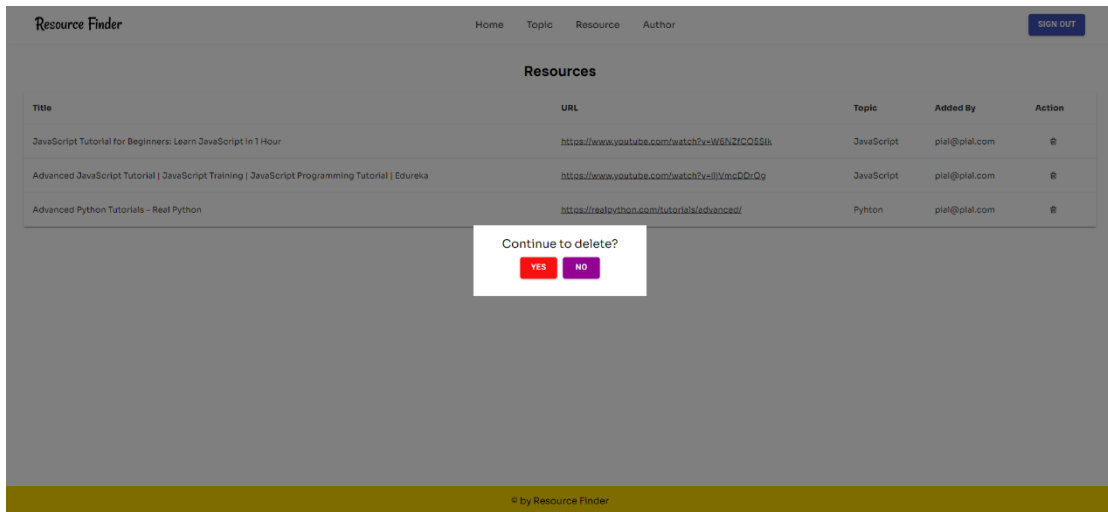 Resource Finder
Home Topic Resource Author
SIGN OUT
Resources
Title URL Topic Added By Action
JavaScript Tutorial for Beginners: Learn JavaScript in 1 Hour https://www.youtube.com/watch?v=W6NZfCO5SIk JavaScript pial@pial.com
Advanced JavaScript Tutorial | JavaScript Training | JavaScript Programming Tutorial | Edureka JavaScript pial@pial.com
Advanced Python Tutorials – Real Python https://realpython.com/tutorials/advanced/ Pyhton pial@pial.com
Continue to delete?
YES NO
© by Resource Finder